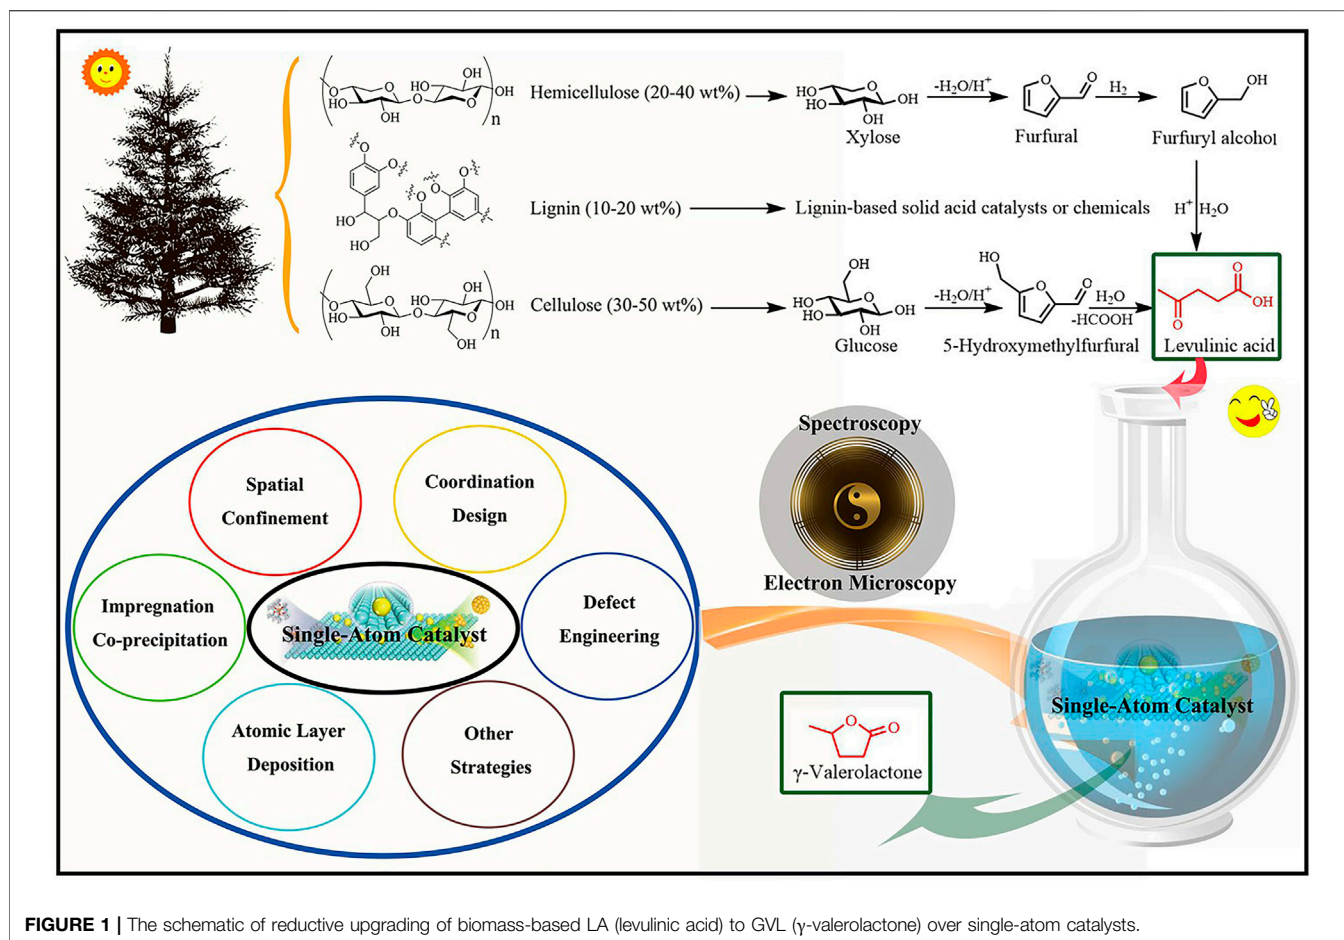 Hemicellulose (20-40 wt%)
-H₂O/H⁺
H₂
Xylose
Furfural
Furfuryl alcohol
Lignin (10-20 wt%)
Lignin-based solid acid catalysts or chemicals
H⁺ H₂O
Cellulose (30-50 wt%)
-H₂O/H⁺
H₂O
-HCOOH
Glucose
5-Hydroxymethylfurfural
Levulinic acid
OH
HO
O
n
Spatial
Confinement
Coordination
Design
Impregnation
Co-precipitation
Single-Atom Catalyst
Defect
Engineering
Atomic Layer
Deposition
Other
Strategies
Spectroscopy
Electron Microscopy
Single-Atom Catalyst
O
O
γ-Valerolactone
FIGURE 1 | The schematic of reductive upgrading of biomass-based LA (levulinic acid) to GVL (γ-valerolactone) over single-atom catalysts.